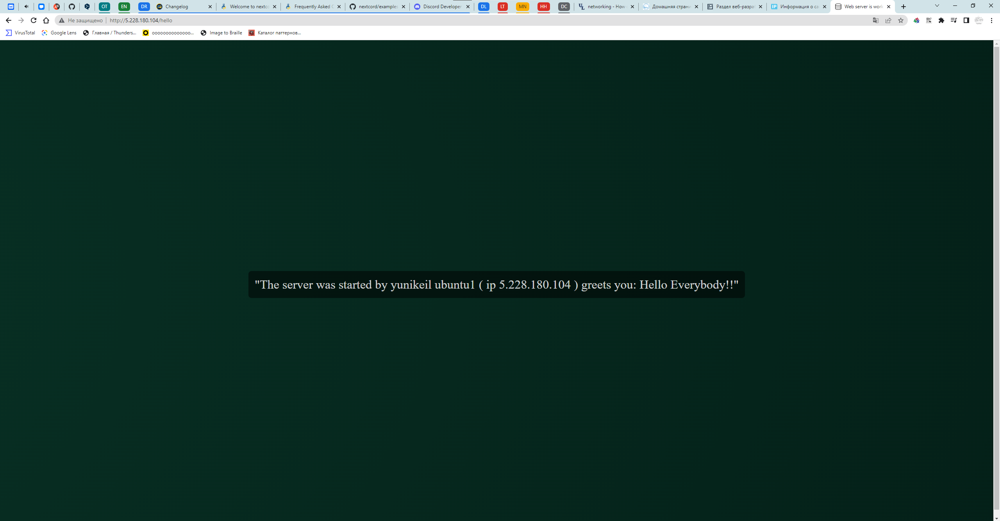 OT
EN
DR
Changelog
Welcome to nextco
Frequently Asked
nextcord/examples
Discord Developer
DL
LT
MN
HH
DC
networking - How
Домашняя страни
Раздел веб-разра
IP
Информация о са
Web server is work
Не защищено
http://5.228.180.104/hello
VirusTotal
Google Lens
Главная / Thunders...
oooooooooooooo...
Image to Braille
Каталог паттернов...
"The server was started by yunikeil ubuntu1 ( ip 5.228.180.104 ) greets you: Hello Everybody!!"